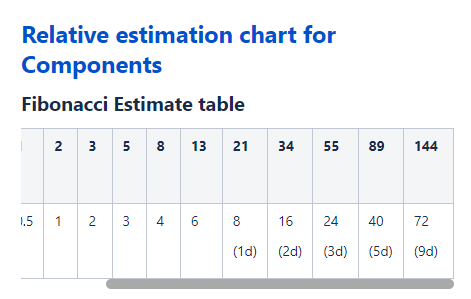 Relative estimation chart for
Components
Fibonacci Estimate table
2 3 5 8 13 21 34 55 89 144
1 2 3 4 6 8 16 24 40 72
(1d) (2d) (3d) (5d) (9d)